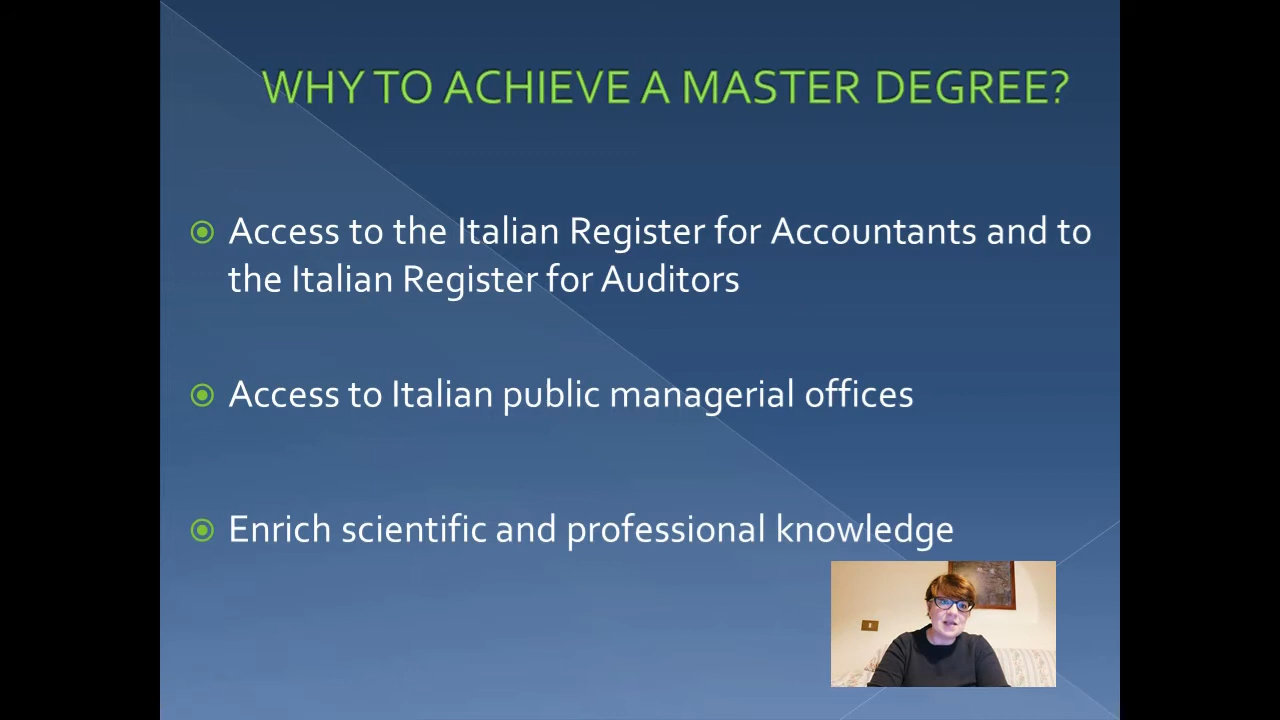 WHY TO ACHIEVE A MASTER DEGREE?
Access to the Italian Register for Accountants and to
the Italian Register for Auditors
Access to Italian public managerial offices
Enrich scientific and professional knowledge